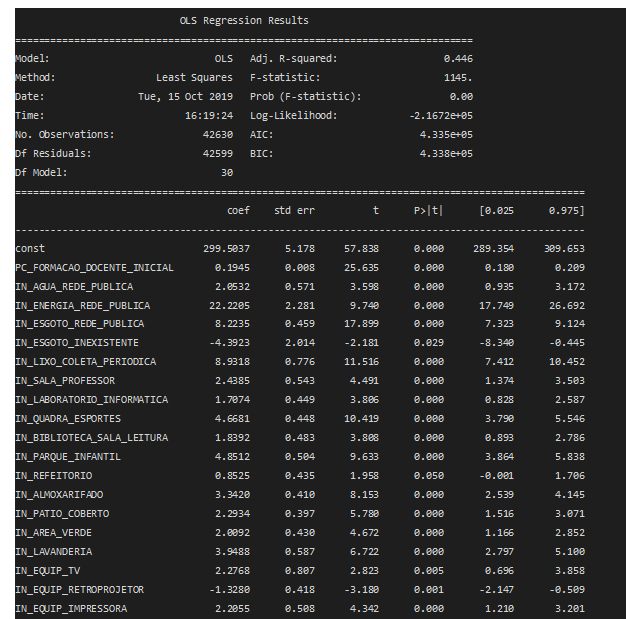 OLS Regression Results
==============================================================================
Model: OLS Adj. R-squared: 0.446
Method: Least Squares F-statistic: 1145.
Date: Tue, 15 Oct 2019 Prob (F-statistic): 0.00
Time: 16:19:24 Log-Likelihood: -2.1672e+05
No. Observations: 42630 AIC: 4.335e+05
Df Residuals: 42599 BIC: 4.338e+05
Df Model: 30
==============================================================================
coef std err t P>|t| [0.025 0.975]
------------------------------------------------------------------------------
const 299.5037 5.178 57.838 0.000 289.354 309.653
PC_FORMACAO_DOCENTE_INICIAL 0.1945 0.008 25.635 0.000 0.180 0.209
IN_AGUA_REDE_PUBLICA 2.0532 0.571 3.598 0.000 0.935 3.172
IN_ENERGIA_REDE_PUBLICA 22.2205 2.281 9.740 0.000 17.749 26.692
IN_ESGOTO_REDE_PUBLICA 8.2235 0.459 17.899 0.000 7.323 9.124
IN_ESGOTO_INEXISTENTE -4.3923 2.014 -2.181 0.029 -8.340 -0.445
IN_LIXO_COLETA_PERIODICA 8.9318 0.776 11.516 0.000 7.412 10.452
IN_SALA_PROFESSOR 2.4385 0.543 4.491 0.000 1.374 3.503
IN_LABORATORIO_INFORMATICA 1.7074 0.449 3.806 0.000 0.828 2.587
IN_QUADRA_ESPORTES 4.6681 0.448 10.419 0.000 3.790 5.546
IN_BIBLIOTECA_SALA_LEITURA 1.8392 0.483 3.808 0.000 0.893 2.786
IN_PARQUE_INFANTIL 4.8512 0.504 9.633 0.000 3.864 5.838
IN_REFEITORIO 0.8525 0.435 1.958 0.050 -0.001 1.706
IN_ALMOXARIFADO 3.3420 0.410 8.153 0.000 2.539 4.145
IN_PATIO_COBERTO 2.2934 0.397 5.780 0.000 1.516 3.071
IN_AREA_VERDE 2.0092 0.430 4.672 0.000 1.166 2.852
IN_LAVANDERIA 3.9488 0.587 6.722 0.000 2.797 5.100
IN_EQUIP_TV 2.2768 0.807 2.823 0.005 0.696 3.858
IN_EQUIP_RETROPROJETOR -1.3280 0.418 -3.180 0.001 -2.147 -0.509
IN_EQUIP_IMPRESSORA 2.2055 0.508 4.342 0.000 1.210 3.201